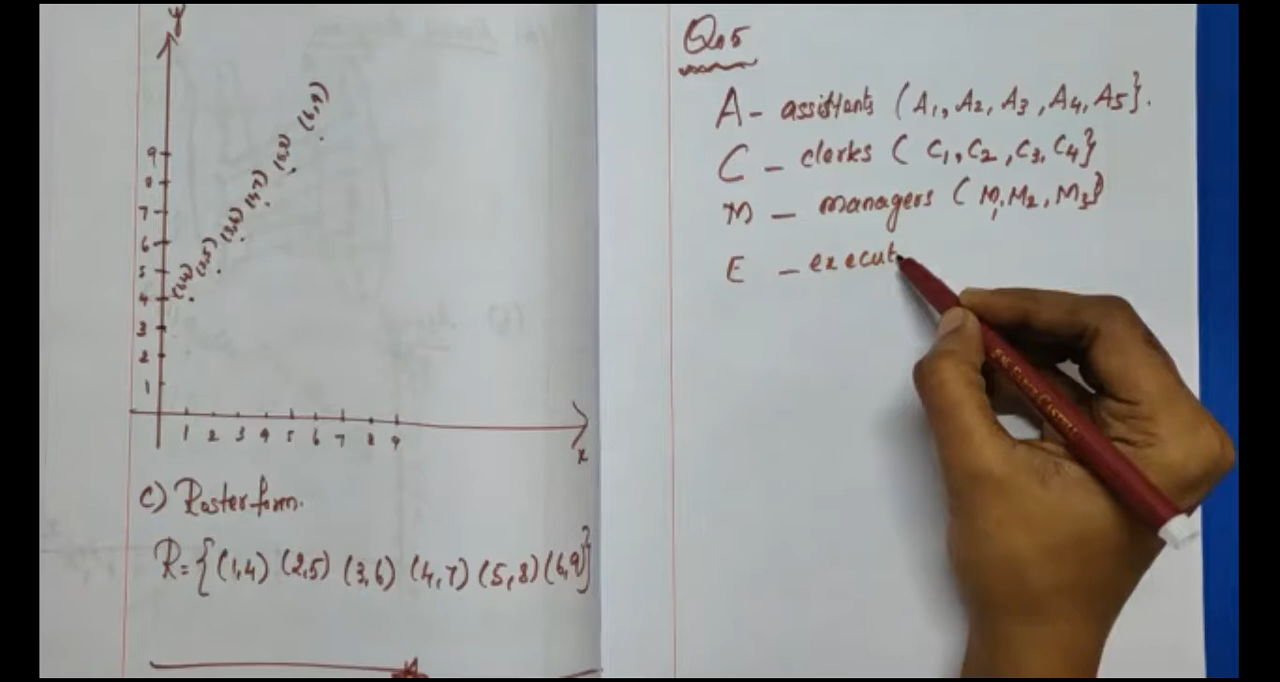 y
(6,9)
(5,8)
(4,7)
(3,6)
(2,5)
(1,4)
9
8
7
6
5
4
3
2
1
1 2 3 4 5 6 7 8 9
x
c) Roster form.
R = {(1,4) (2,5) (3,6) (4,7) (5,8) (6,9)}
Q.5
A - assistants (A1, A2, A3, A4, A5}.
C - clerks ( C1, C2, C3, C4}
M - managers ( M1, M2, M3}
E - execut